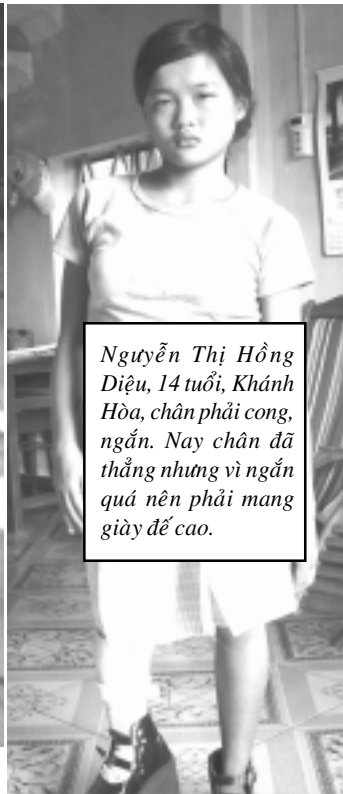 Nguyễn Thị Hồng
Diệu, 14 tuổi, Khánh
Hòa, chân phải cong,
ngắn. Nay chân đã
thẳng nhưng vì ngắn
quá nên phải mang
giày đế cao.